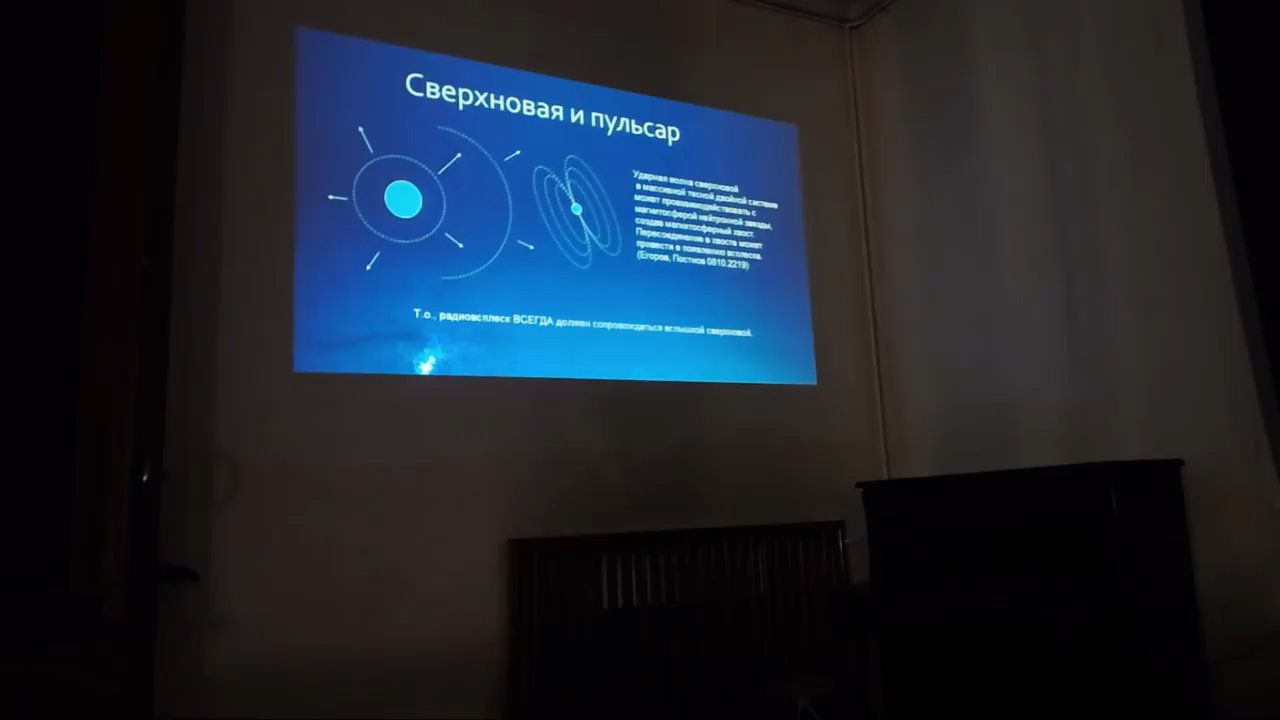 Сверхновая и пульсар
Ударная волна сверхновой
в массивной тесной двойной системе
может провзаимодействовать с
магнитосферой нейтронной звезды,
создав магнитосферный хвост.
Пересоединение в хвосте может
привести в появлению всплеска.
(Егоров, Постнов 0810.2219)
Т.о., радиовсплеск ВСЕГДА должен сопровождаться вспышкой сверхновой.